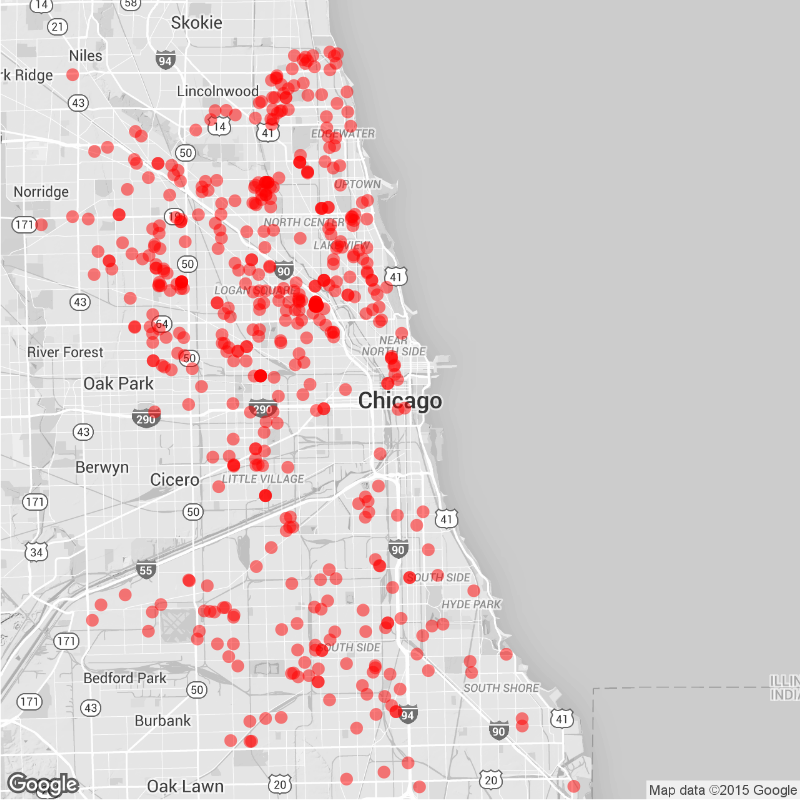 14
58
Skokie
21
Niles
94
rk Ridge
Lincolnwood
43
14
41
EDGEWATER
50
Norridge
UPTOWN
171
19
NORTH CENTER
LAKEVIEW
50
90
41
LOGAN SQUARE
43
64
NEAR
NORTH SIDE
River Forest
50
Oak Park
290
Chicago
290
43
Berwyn
Cicero
LITTLE VILLAGE
171
50
41
34
90
55
SOUTH SIDE
HYDE PARK
171
SOUTH SIDE
Bedford Park
50
SOUTH SHORE
ILLIN
INDIA
171
43
Burbank
94
41
90
Google
Oak Lawn
20
20
Map data ©2015 Google